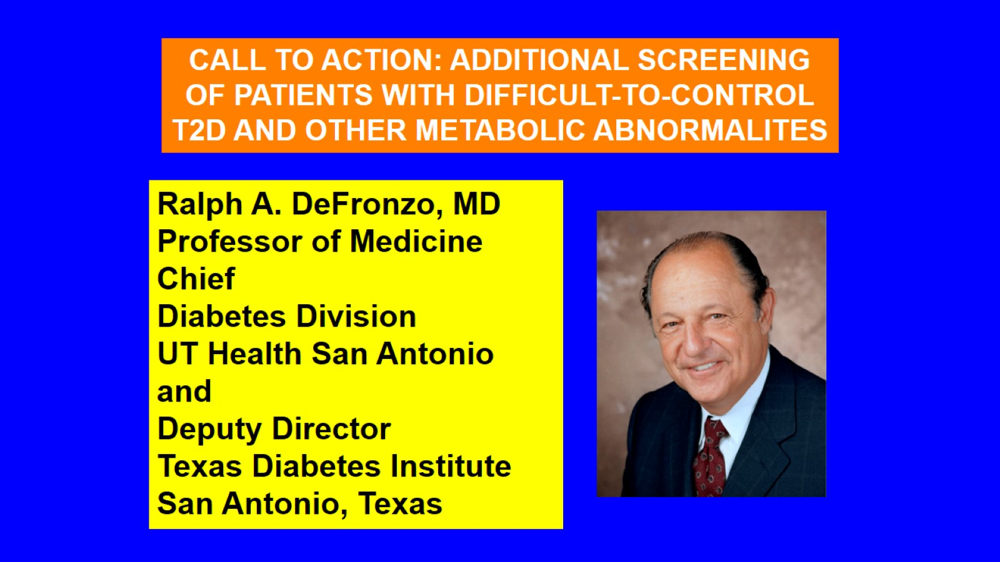 CALL TO ACTION: ADDITIONAL SCREENING
OF PATIENTS WITH DIFFICULT-TO-CONTROL
T2D AND OTHER METABOLIC ABNORMALITES
Ralph A. DeFronzo, MD
Professor of Medicine
Chief
Diabetes Division
UT Health San Antonio
and
Deputy Director
Texas Diabetes Institute
San Antonio, Texas